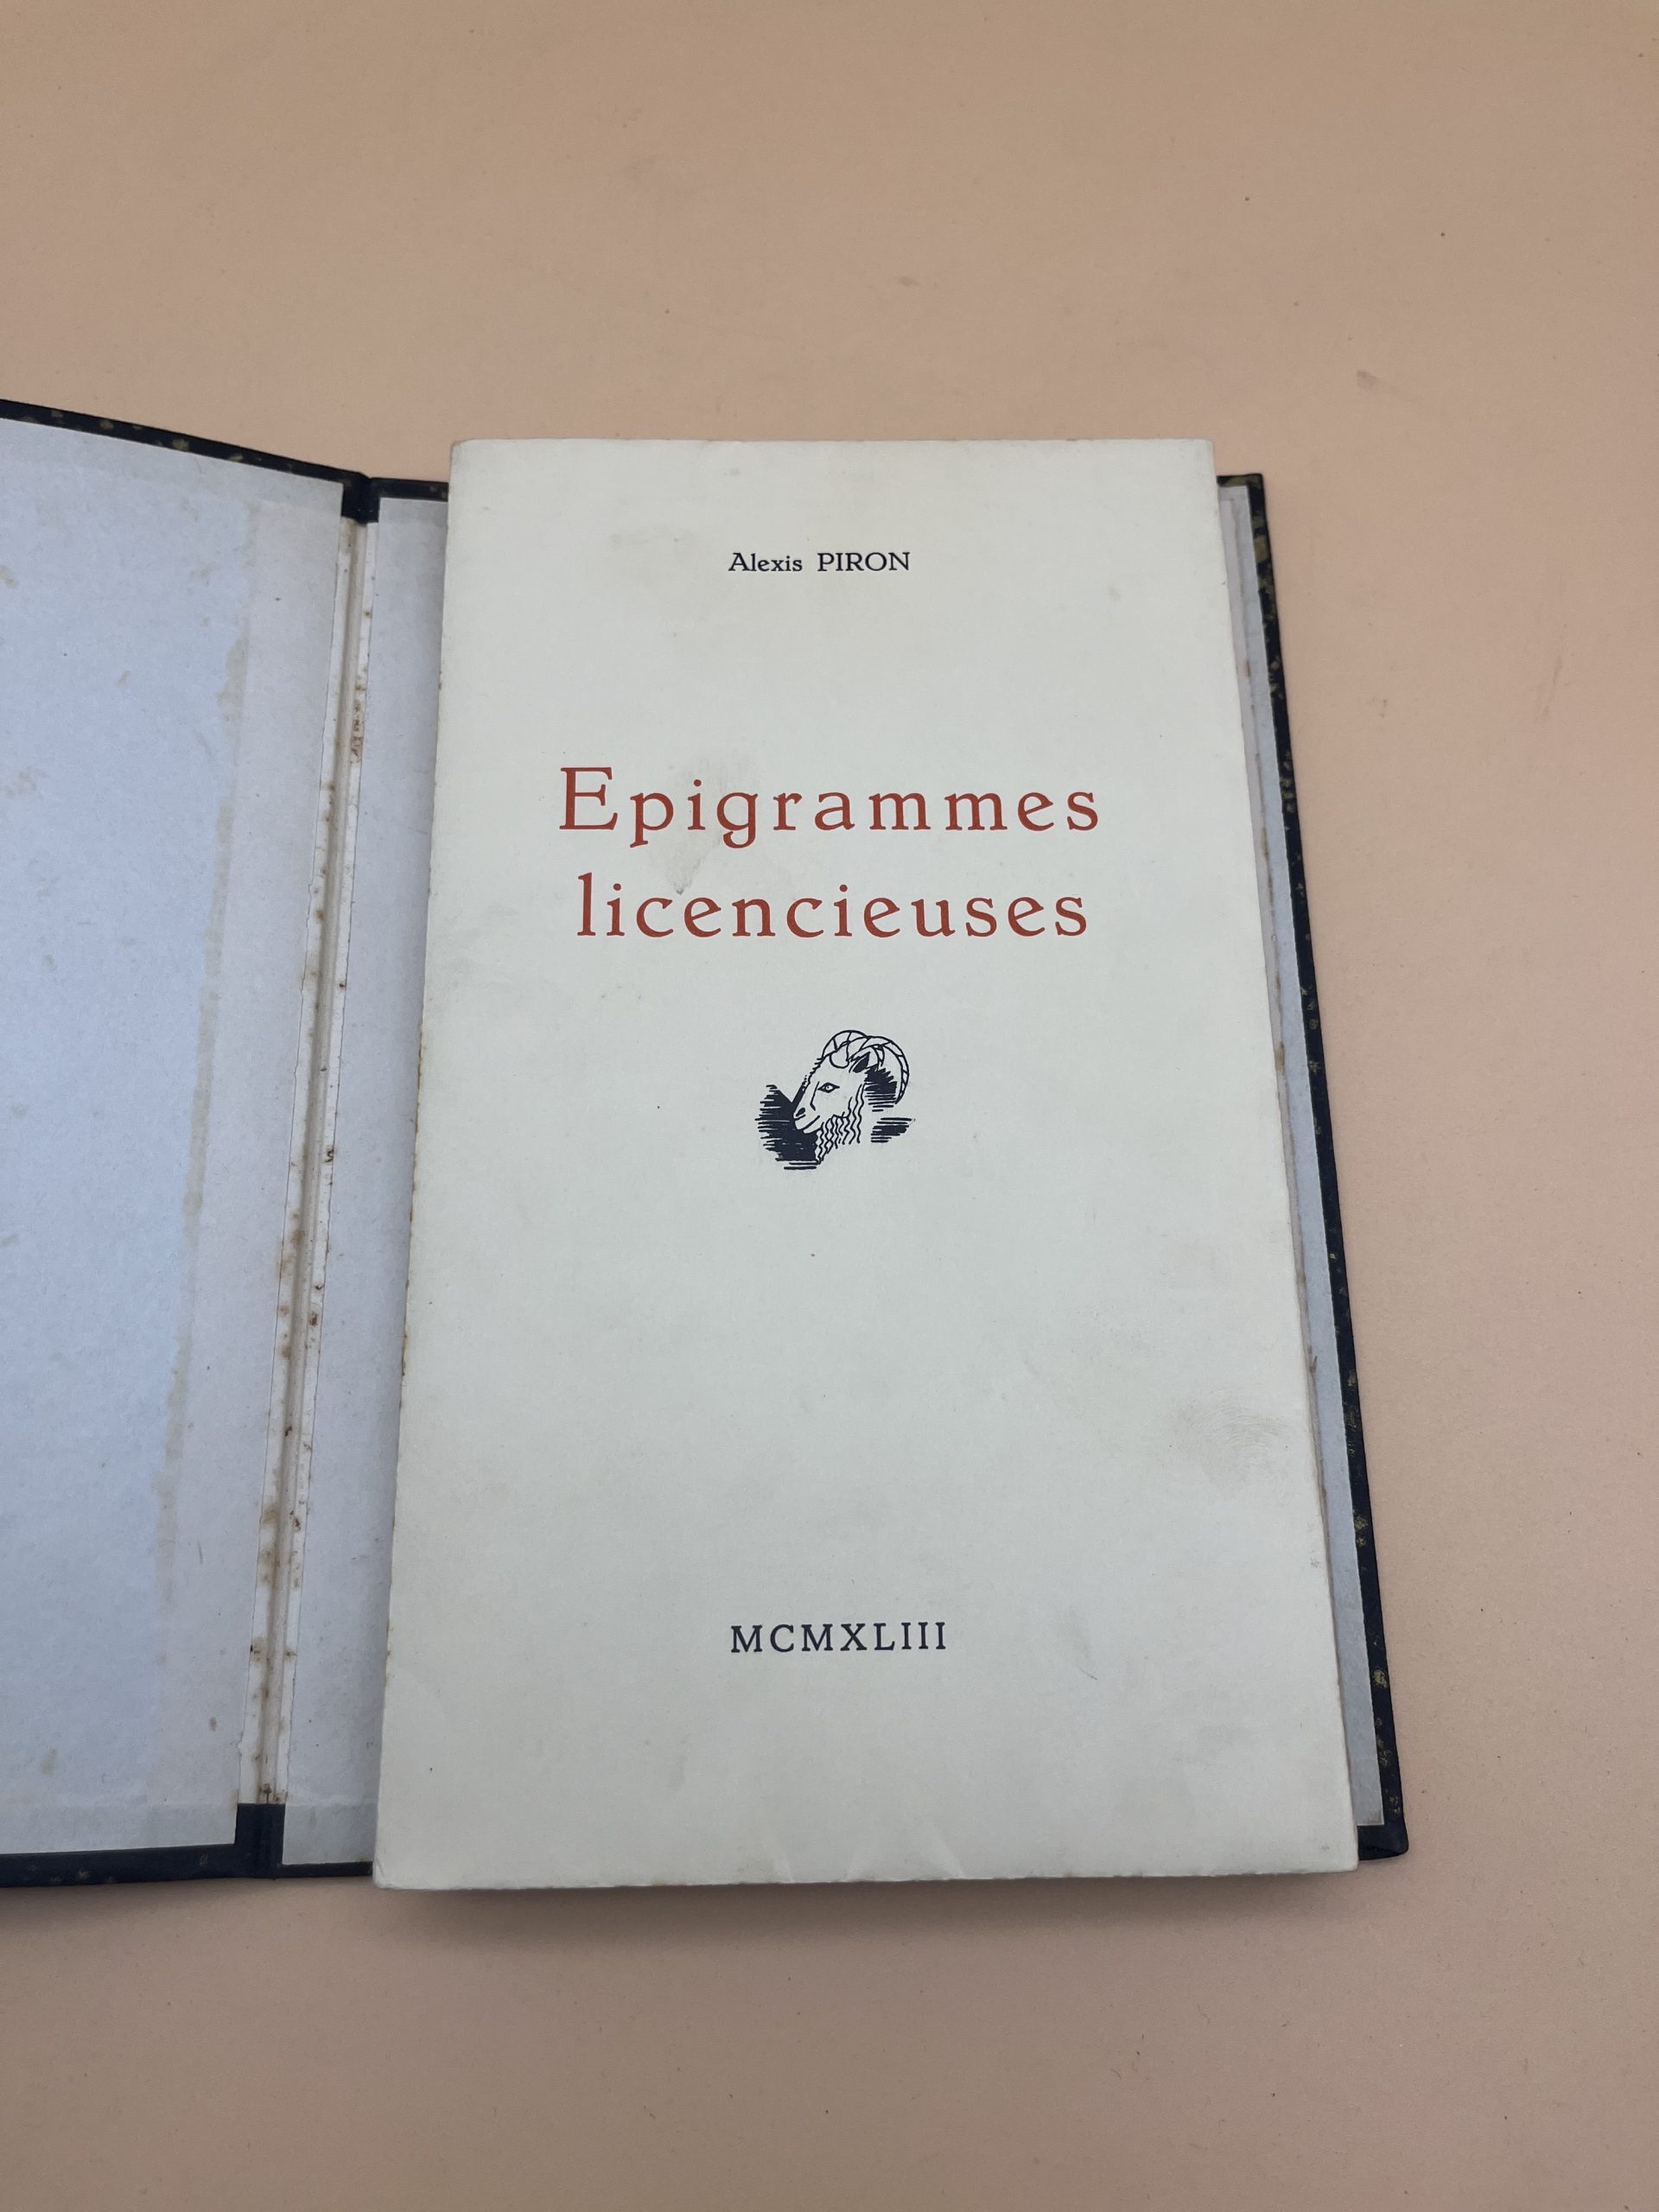 Alexis PIRON
Epigrammes
licencieuses
MCMXLIII